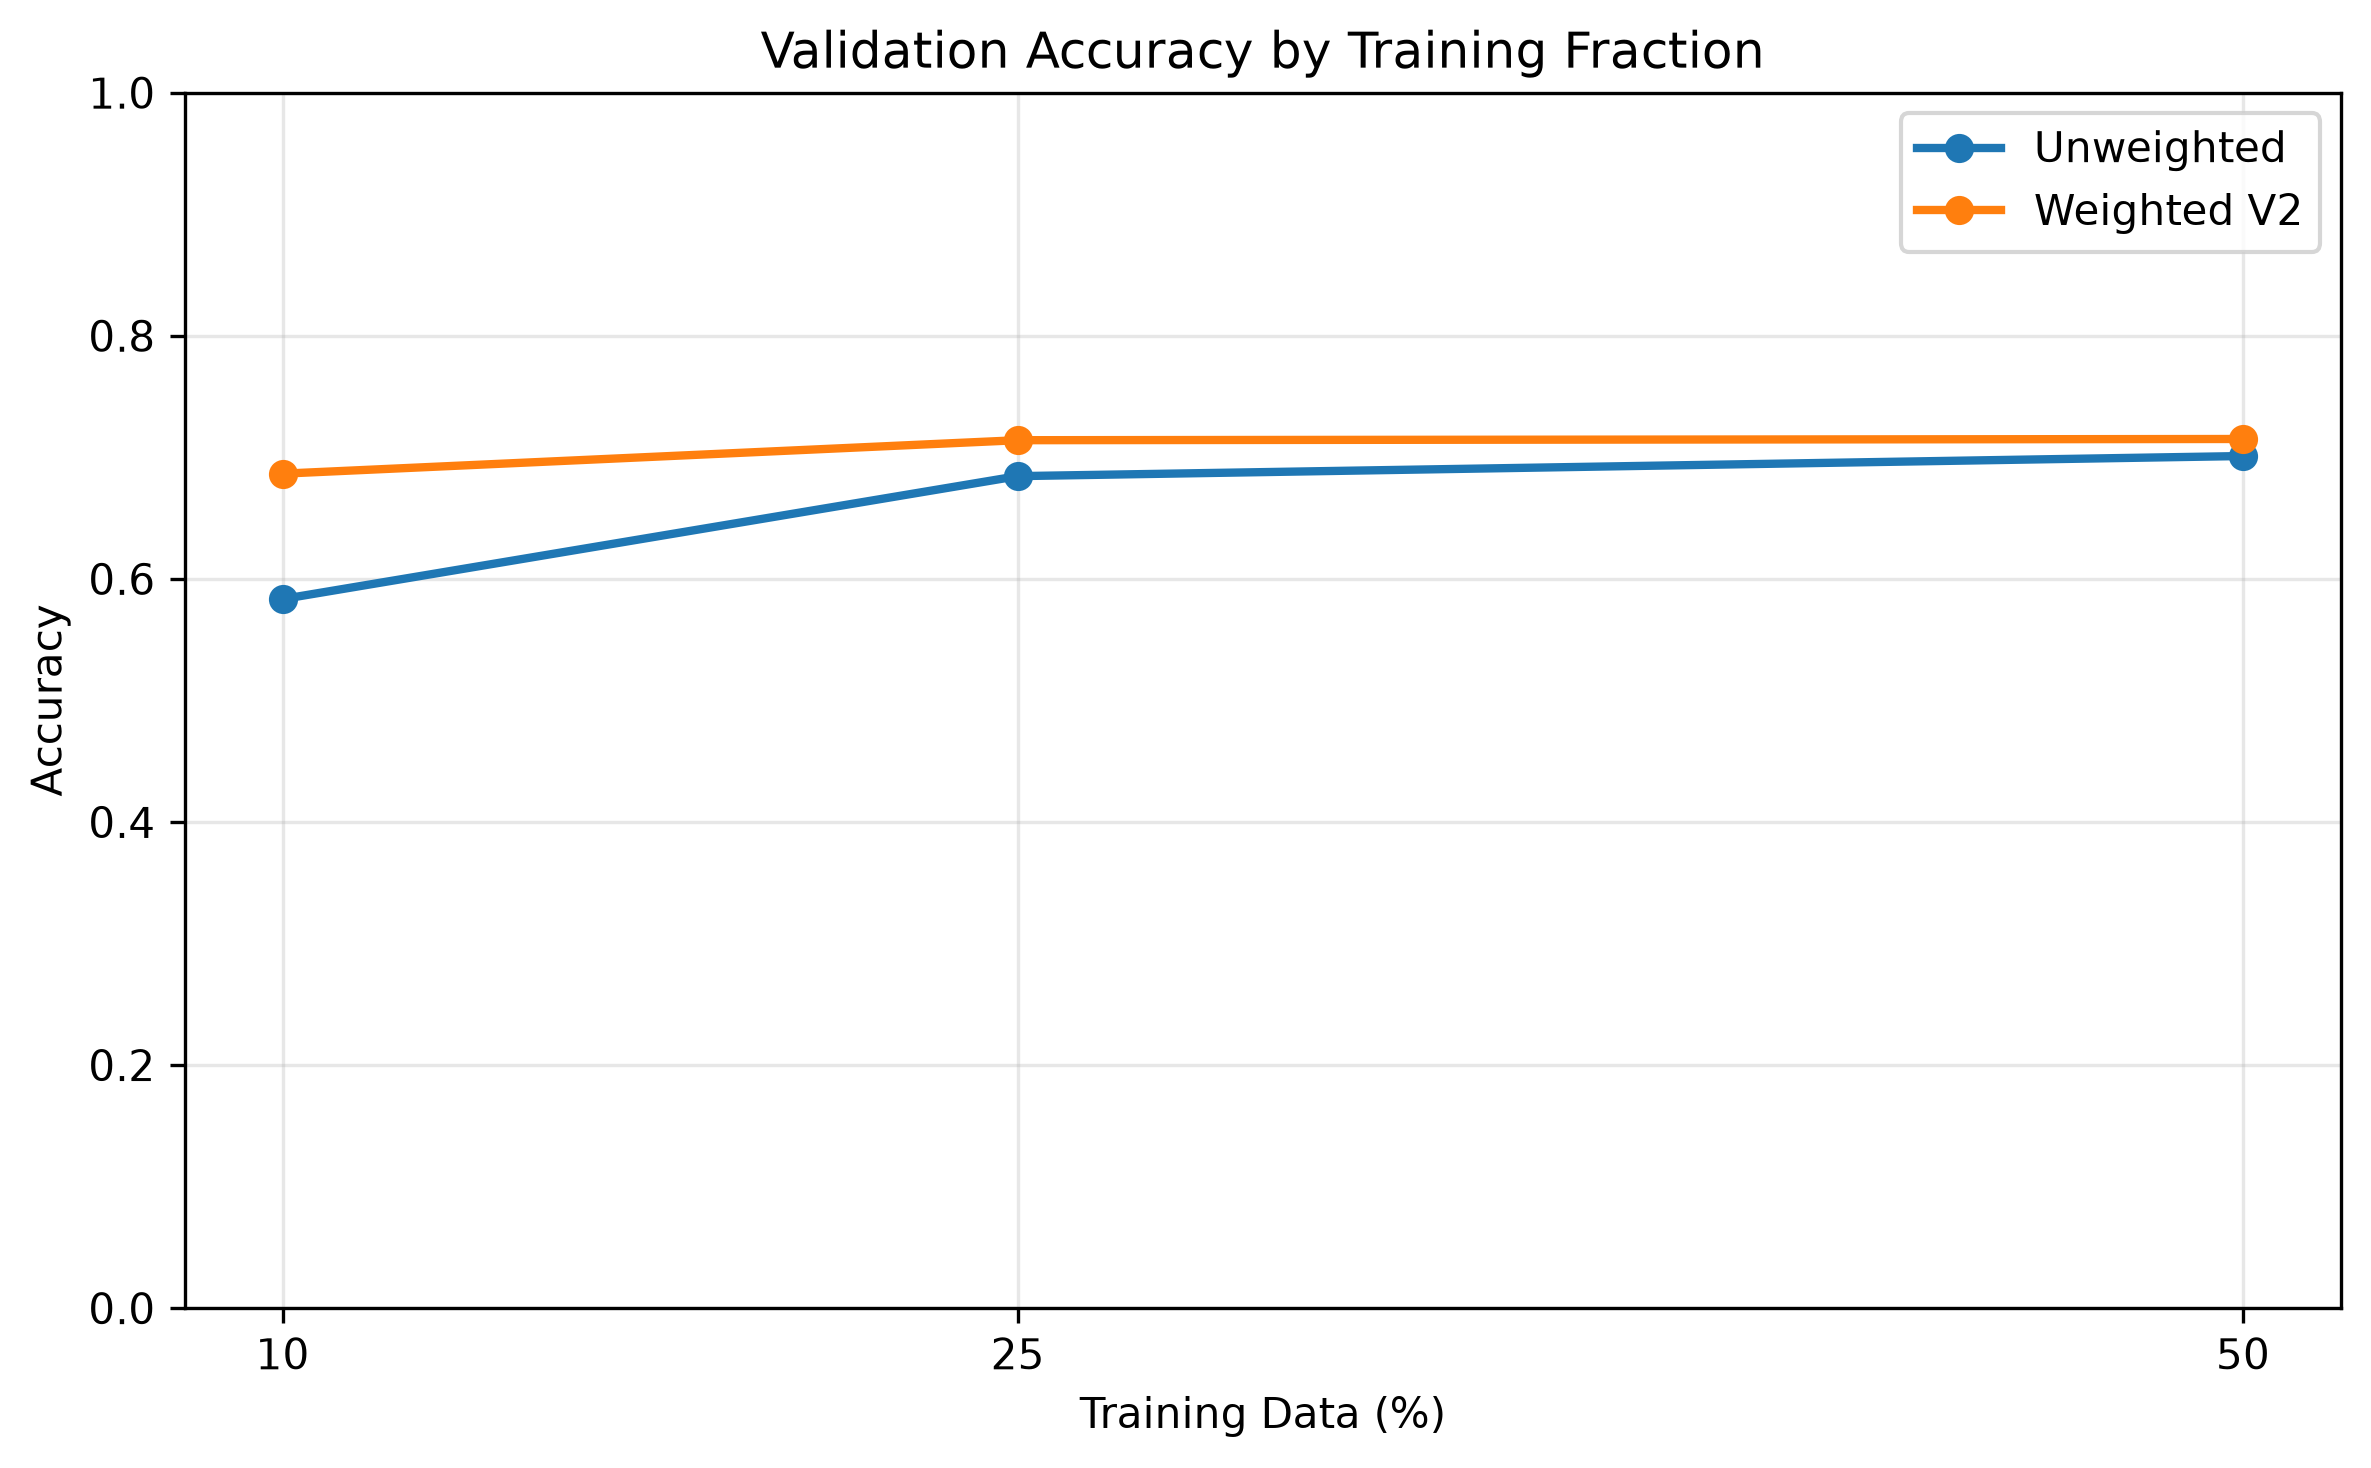 Validation Accuracy by Training Fraction
1.0
0.8
0.6
0.4
0.2
0.0
Accuracy
Unweighted
Weighted V2
10 25 50
Training Data (%)